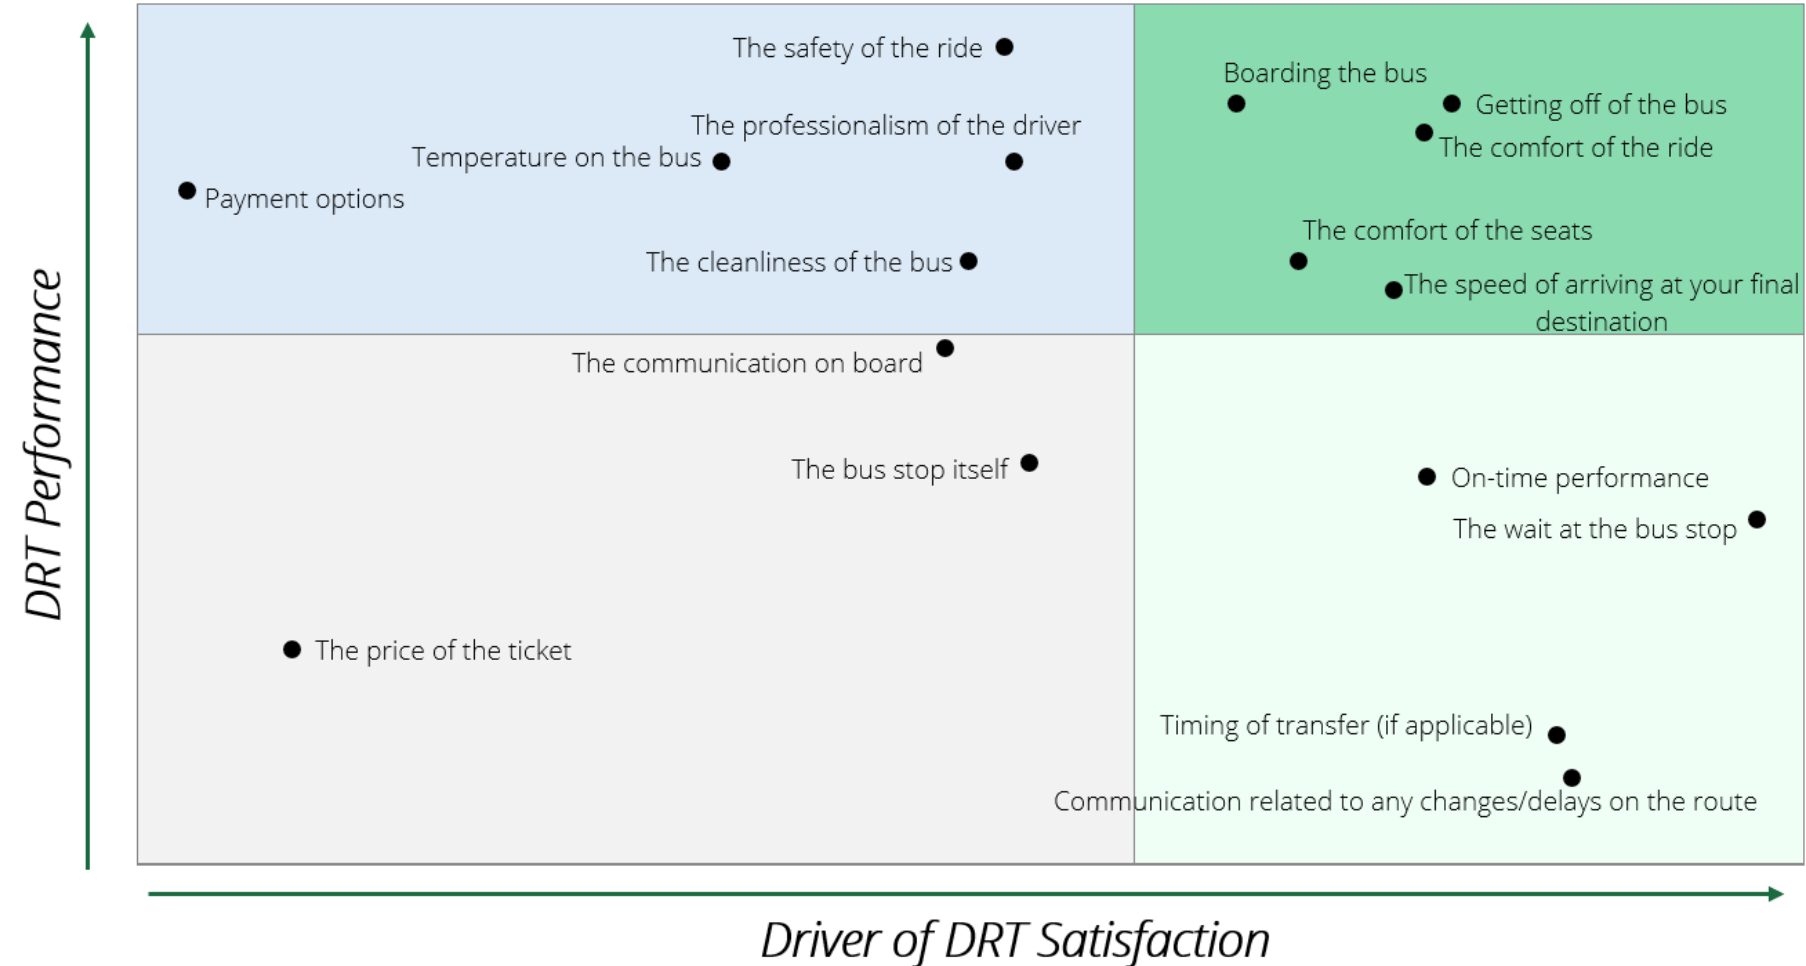 The safety of the ride
Boarding the bus
Getting off of the bus
The professionalism of the driver
The comfort of the ride
Temperature on the bus
Payment options
The comfort of the seats
The cleanliness of the bus
The speed of arriving at your final
destination
The communication on board
The bus stop itself
On-time performance
The wait at the bus stop
The price of the ticket
Timing of transfer (if applicable)
Communication related to any changes/delays on the route
DRT Performance
Driver of DRT Satisfaction